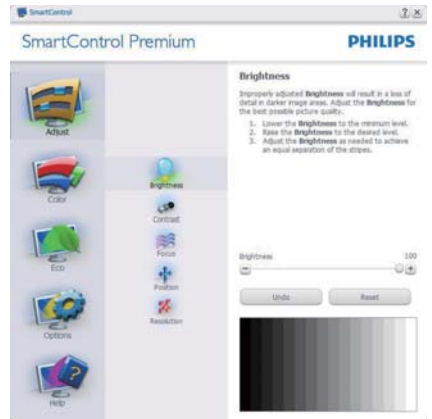 SmartControl
SmartControl Premium
PHILIPS
Adjust
Color
Eco
Options
Help
Brightness
Contrast
Focus
Position
Resolution
Brightness
Improperly adjusted Brightness will result in a loss of
detail in darker image areas. Adjust the Brightness for
the best possible picture quality.
1. Lower the Brightness to the minimum level.
2. Raise the Brightness to the desired level.
3. Adjust the Brightness as needed to achieve
an equal separation of the stripes.
Brightness 100
Undo Reset